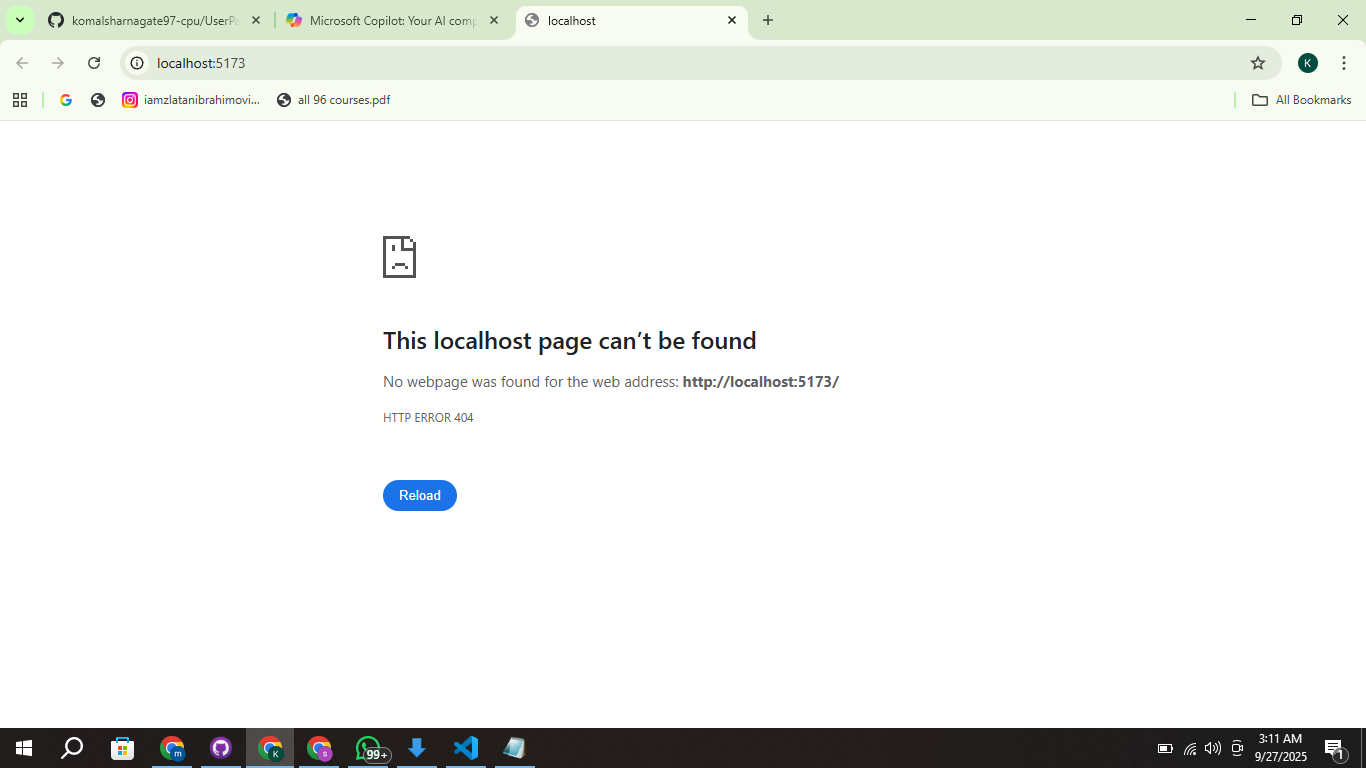 komalsharnagate97-cpu/UserPa
Microsoft Copilot: Your AI comp
localhost
localhost:5173
K
iamzlatanibrahimovi...
all 96 courses.pdf
All Bookmarks
This localhost page can’t be found
No webpage was found for the web address: http://localhost:5173/
HTTP ERROR 404
Reload
m
K
s
99+
3:11 AM
9/27/2025
1